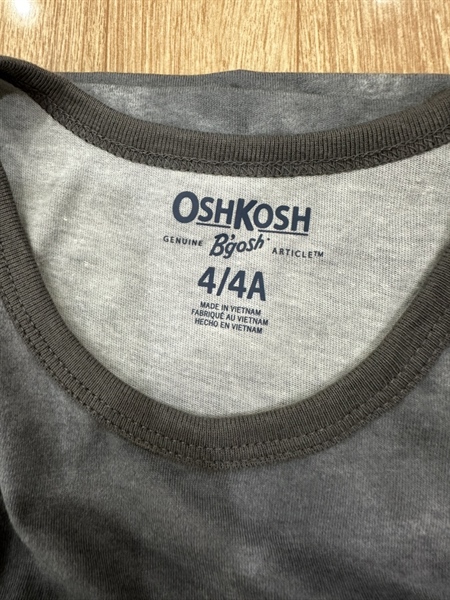 OSHKOSH
GENUINE B'gosh ARTICLE™
4/4A
MADE IN VIETNAM
FABRIQUÉ AU VIETNAM
HECHO EN VIETNAM